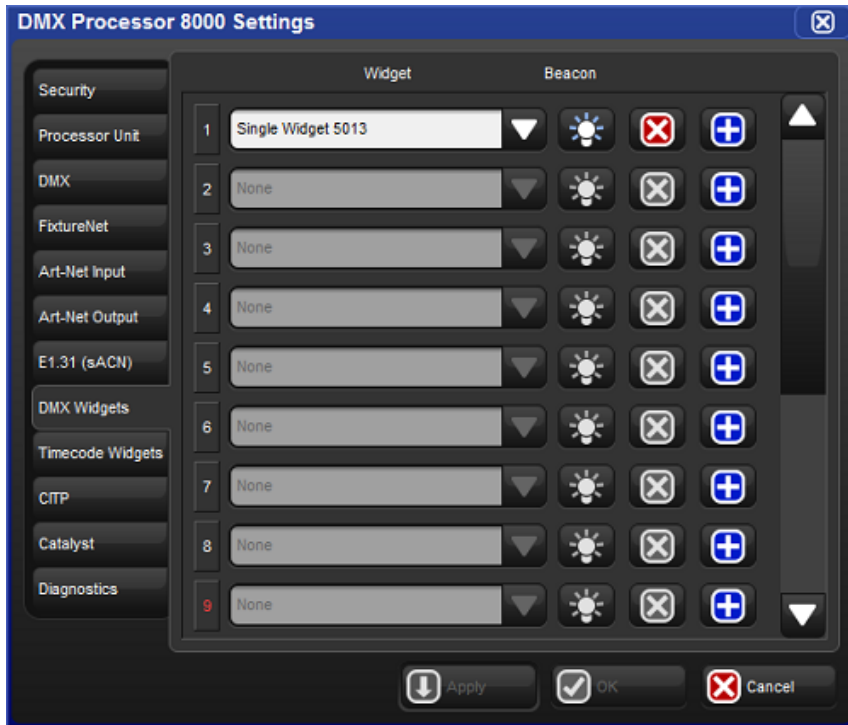 DMX Processor 8000 Settings
Widget Beacon
Security
Processor Unit
DMX
FixtureNet
Art-Net Input
Art-Net Output
E1.31 (sACN)
DMX Widgets
Timecode Widgets
CITP
Catalyst
Diagnostics
1 Single Widget 5013
2 None
3 None
4 None
5 None
6 None
7 None
8 None
9 None
Apply OK Cancel